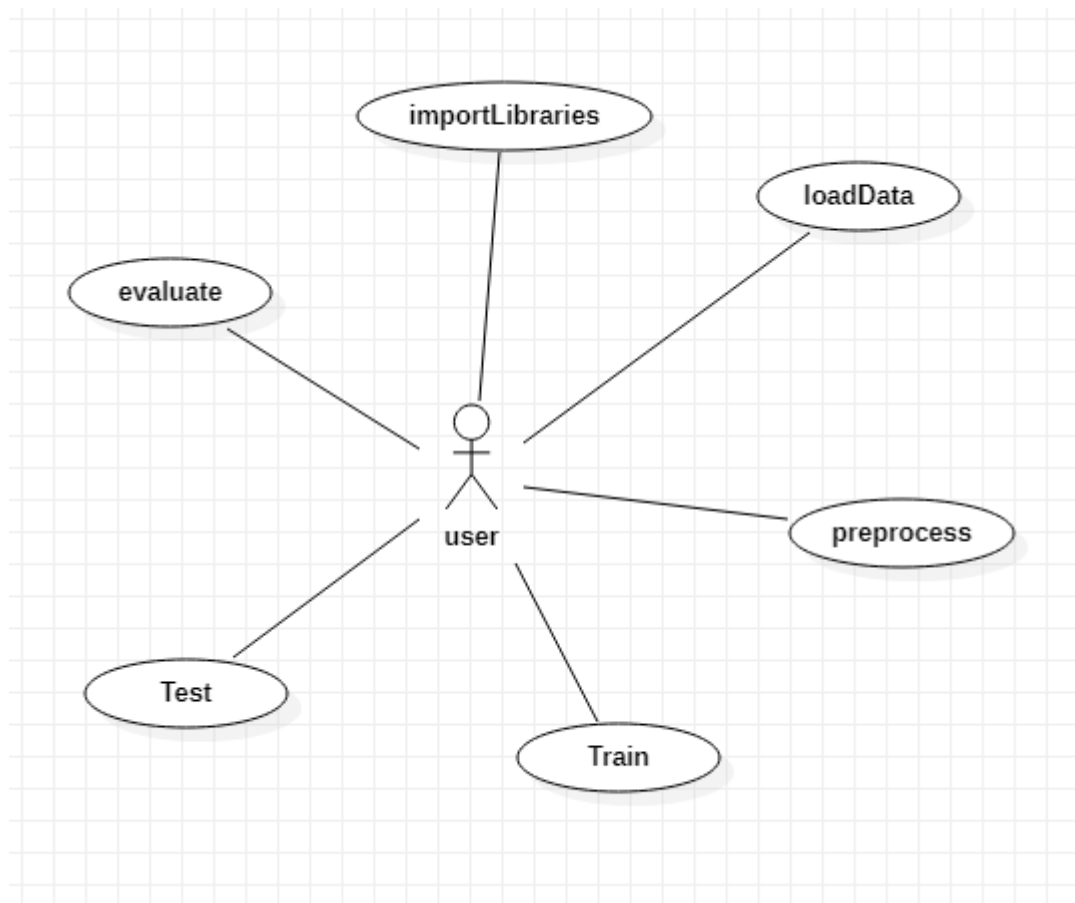 importLibraries
loadData
evaluate
user
preprocess
Test
Train